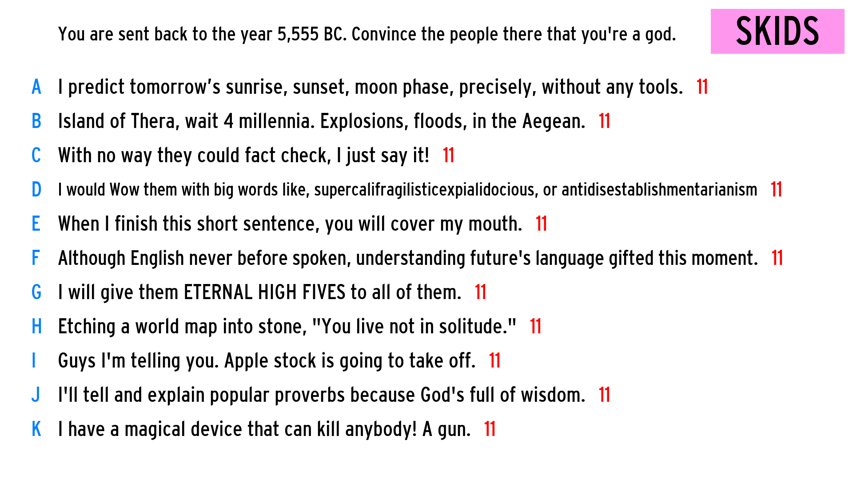 You are sent back to the year 5,555 BC. Convince the people there that you're a god.
SKIDS
A I predict tomorrow’s sunrise, sunset, moon phase, precisely, without any tools. 11
B Island of Thera, wait 4 millennia. Explosions, floods, in the Aegean. 11
C With no way they could fact check, I just say it! 11
D I would Wow them with big words like, supercalifragilisticexpialidocious, or antidisestablishmentarianism 11
E When I finish this short sentence, you will cover my mouth. 11
F Although English never before spoken, understanding future's language gifted this moment. 11
G I will give them ETERNAL HIGH FIVES to all of them. 11
H Etching a world map into stone, "You live not in solitude." 11
I Guys I'm telling you. Apple stock is going to take off. 11
J I'll tell and explain popular proverbs because God's full of wisdom. 11
K I have a magical device that can kill anybody! A gun. 11